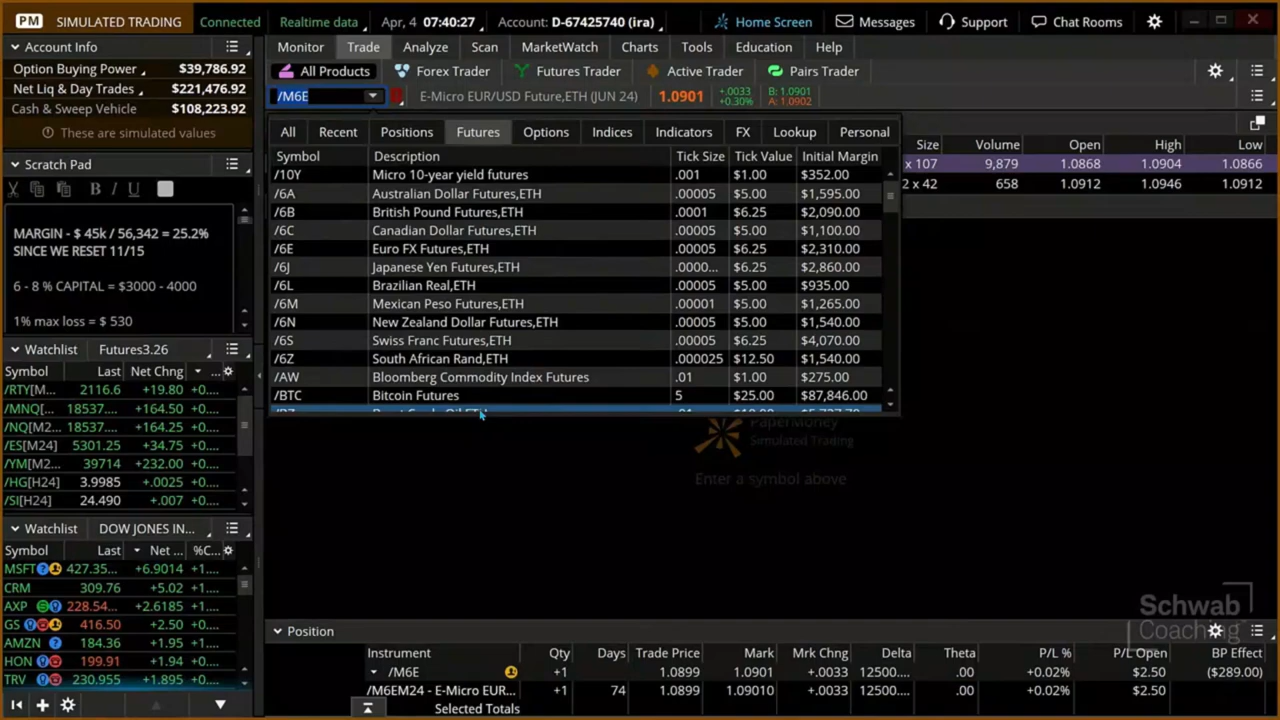 PM SIMULATED TRADING Connected Realtime data Apr, 4 07:40:27 Account: D-67425740 (ira) Home Screen Messages Support Chat Rooms
Account Info
Option Buying Power $39,786.92
Net Liq & Day Trades $221,476.92
Cash & Sweep Vehicle $108,223.92
These are simulated values
Scratch Pad
B I U
MARGIN - $ 45k / 56,342 = 25.2%
SINCE WE RESET 11/15
6 - 8 % CAPITAL = $3000 - 4000
1% max loss = $ 530
Watchlist Futures3.26
Symbol Last Net Chng ...
/RTY[M... 2116.6 +19.80 +0....
/MNQ[... 18537... +164.50 +0....
/NQ[M2... 18537... +164.25 +0....
/ES[M24] 5301.25 +34.75 +0....
/YM[M2... 39714 +232.00 +0....
/HG[H24] 3.9985 +.0025 +0....
/SI[H24] 24.490 +.007 +0....
Watchlist DOW JONES IN...
Symbol Last Net ... %C...
MSFT 427.35... +6.9014 +1....
CRM 309.76 +5.02 +1....
AXP 228.54... +2.6185 +1....
GS 416.50 +2.50 +1....
AMZN 184.36 +1.95 +1....
HON 199.91 +1.94 +1....
TRV 230.955 +1.895 +1....
Monitor Trade Analyze Scan MarketWatch Charts Tools Education Help
All Products Forex Trader Futures Trader Active Trader Pairs Trader
/M6E E-Micro EUR/USD Future,ETH (JUN 24) 1.0901 +.0033 B: 1.0901
+0.30% A: 1.0902
All Recent Positions Futures Options Indices Indicators FX Lookup Personal
Symbol Description Tick Size Tick Value Initial Margin
/10Y Micro 10-year yield futures .001 $1.00 $352.00
/6A Australian Dollar Futures,ETH .00005 $5.00 $1,595.00
/6B British Pound Futures,ETH .0001 $6.25 $2,090.00
/6C Canadian Dollar Futures,ETH .00005 $5.00 $1,100.00
/6E Euro FX Futures,ETH .00005 $6.25 $2,310.00
/6J Japanese Yen Futures,ETH .0000... $6.25 $2,860.00
/6L Brazilian Real,ETH .00005 $5.00 $935.00
/6M Mexican Peso Futures,ETH .00001 $5.00 $1,265.00
/6N New Zealand Dollar Futures,ETH .00005 $5.00 $1,540.00
/6S Swiss Franc Futures,ETH .00005 $6.25 $4,070.00
/6Z South African Rand,ETH .000025 $12.50 $1,540.00
/AW Bloomberg Commodity Index Futures .01 $1.00 $275.00
/BTC Bitcoin Futures 5 $25.00 $87,846.00
Size Volume Open High Low
x 107 9,879 1.0868 1.0904 1.0866
2 x 42 658 1.0912 1.0946 1.0912
PaperMoney
Simulated Trading
Enter a symbol above
Schwab
Coaching
Position
Instrument Qty Days Trade Price Mark Mrk Chng Delta Theta P/L % P/L Open BP Effect
/M6E +1 1.0899 1.0901 +.0033 12500... .00 +0.02% $2.50 ($289.00)
/M6EM24 - E-Micro EUR... +1 74 1.0899 1.09010 +.0033 12500... .00 +0.02% $2.50
Selected Totals